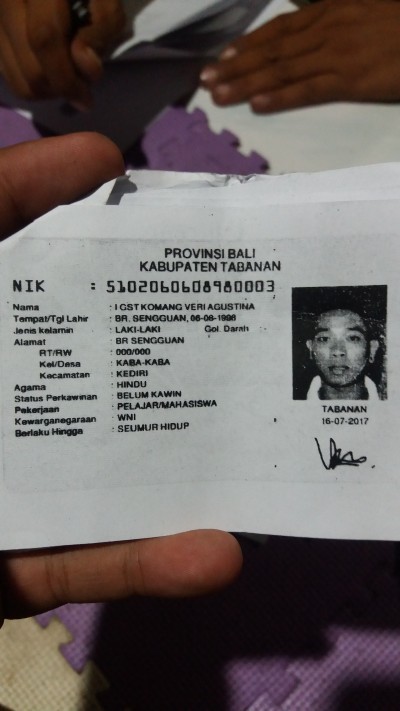 PROVINSI BALI
KABUPATEN TABANAN
NIK : 5102060608980003
Nama : I GST KOMANG VERI AGUSTINA
Tempat/Tgl Lahir : BR. SENGGUAN, 06-08-1998
Jenis kelamin : LAKI-LAKI Gol. Darah :
Alamat : BR SENGGUAN
RT/RW : 000/000
Kel/Desa : KABA-KABA
Kecamatan : KEDIRI
Agama : HINDU
Status Perkawinan : BELUM KAWIN
Pekerjaan : PELAJAR/MAHASISWA
Kewarganegaraan : WNI
Berlaku Hingga : SEUMUR HIDUP
TABANAN
16-07-2017